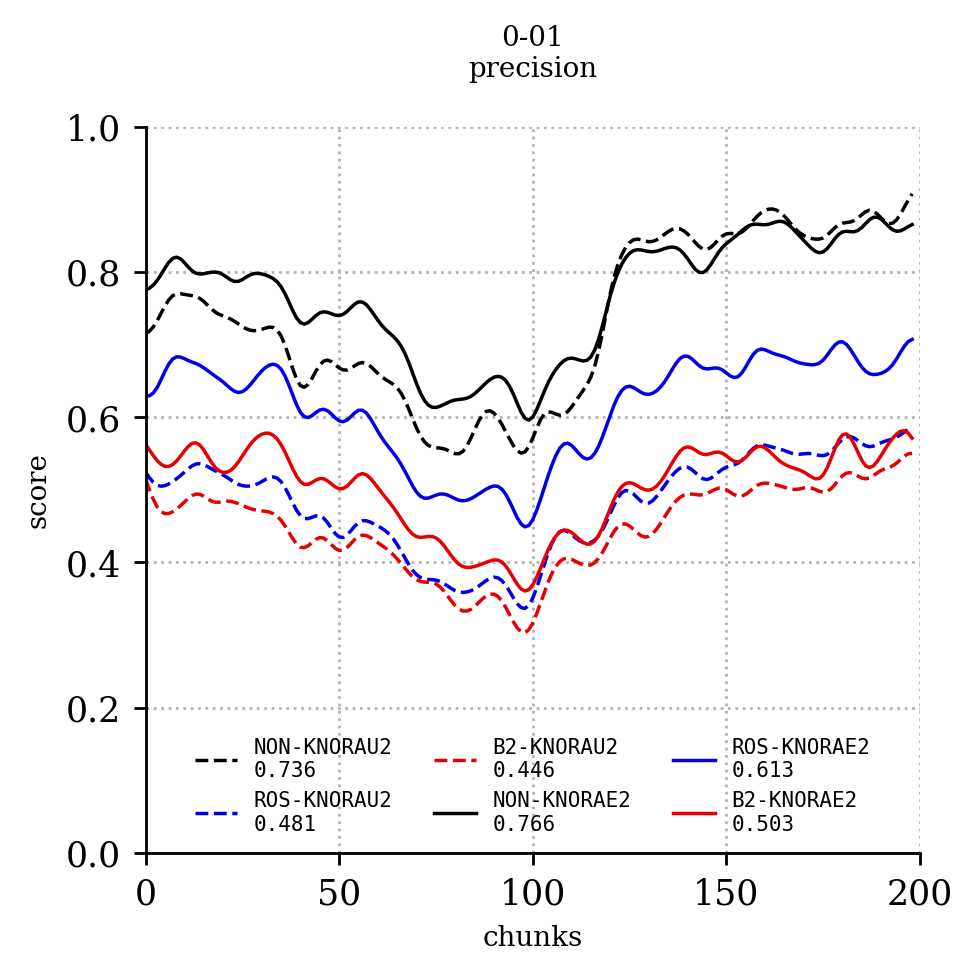 0-01
precision
1.0
0.8
0.6
0.4
0.2
0.0
score
NON-KNORAU2
0.736
ROS-KNORAU2
0.481
B2-KNORAU2
0.446
NON-KNORAE2
0.766
ROS-KNORAE2
0.613
B2-KNORAE2
0.503
0 50 100 150 200
chunks